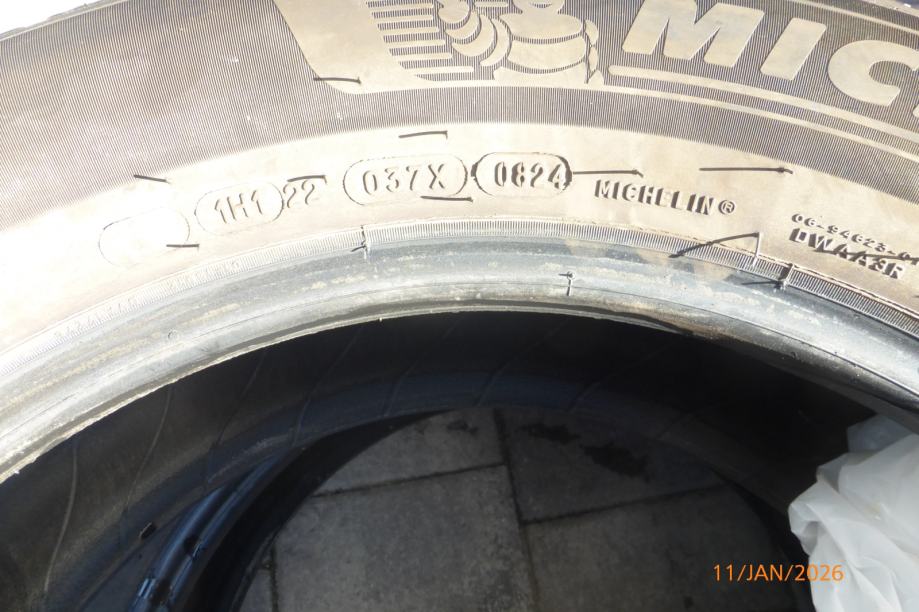 MIC
1H1 22 037X 0824 MICHELIN®
DWAA3R
11/JAN/2026